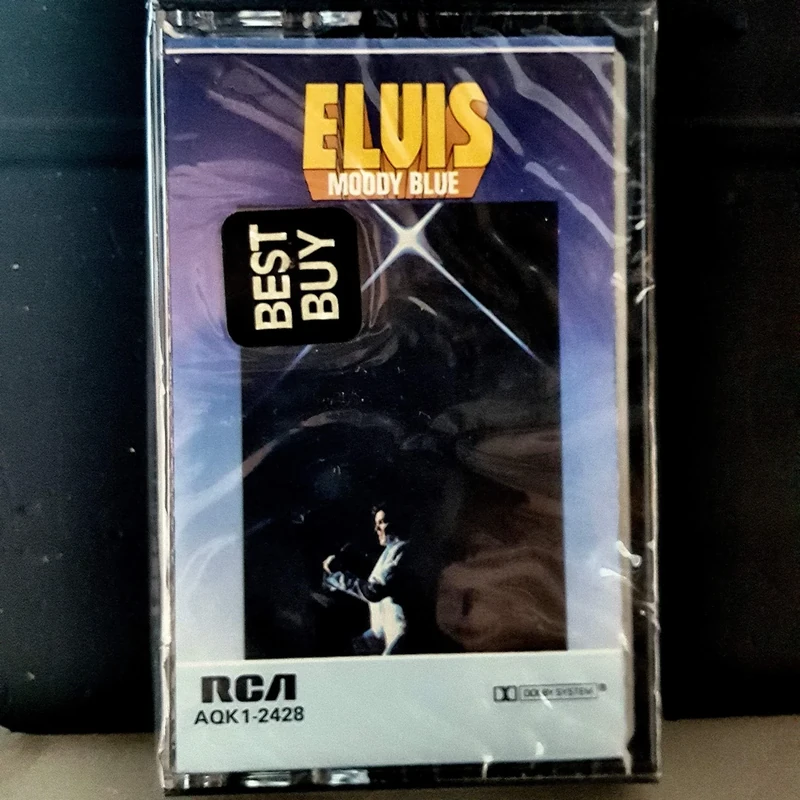 ELVIS
MOODY BLUE
BEST
BUY
RCA
AQK1-2428
DOLBY SYSTEM®